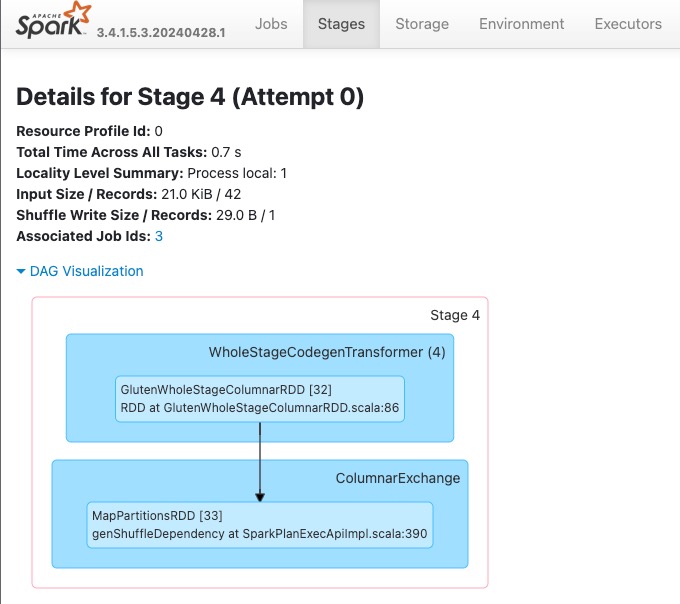 APACHE
Spark 3.4.1.5.3.20240428.1 Jobs Stages Storage Environment Executors
Details for Stage 4 (Attempt 0)
Resource Profile Id: 0
Total Time Across All Tasks: 0.7 s
Locality Level Summary: Process local: 1
Input Size / Records: 21.0 KiB / 42
Shuffle Write Size / Records: 29.0 B / 1
Associated Job Ids: 3
DAG Visualization
Stage 4
WholeStageCodegenTransformer (4)
GlutenWholeStageColumnarRDD [32]
RDD at GlutenWholeStageColumnarRDD.scala:86
ColumnarExchange
MapPartitionsRDD [33]
genShuffleDependency at SparkPlanExecApiImpl.scala:390